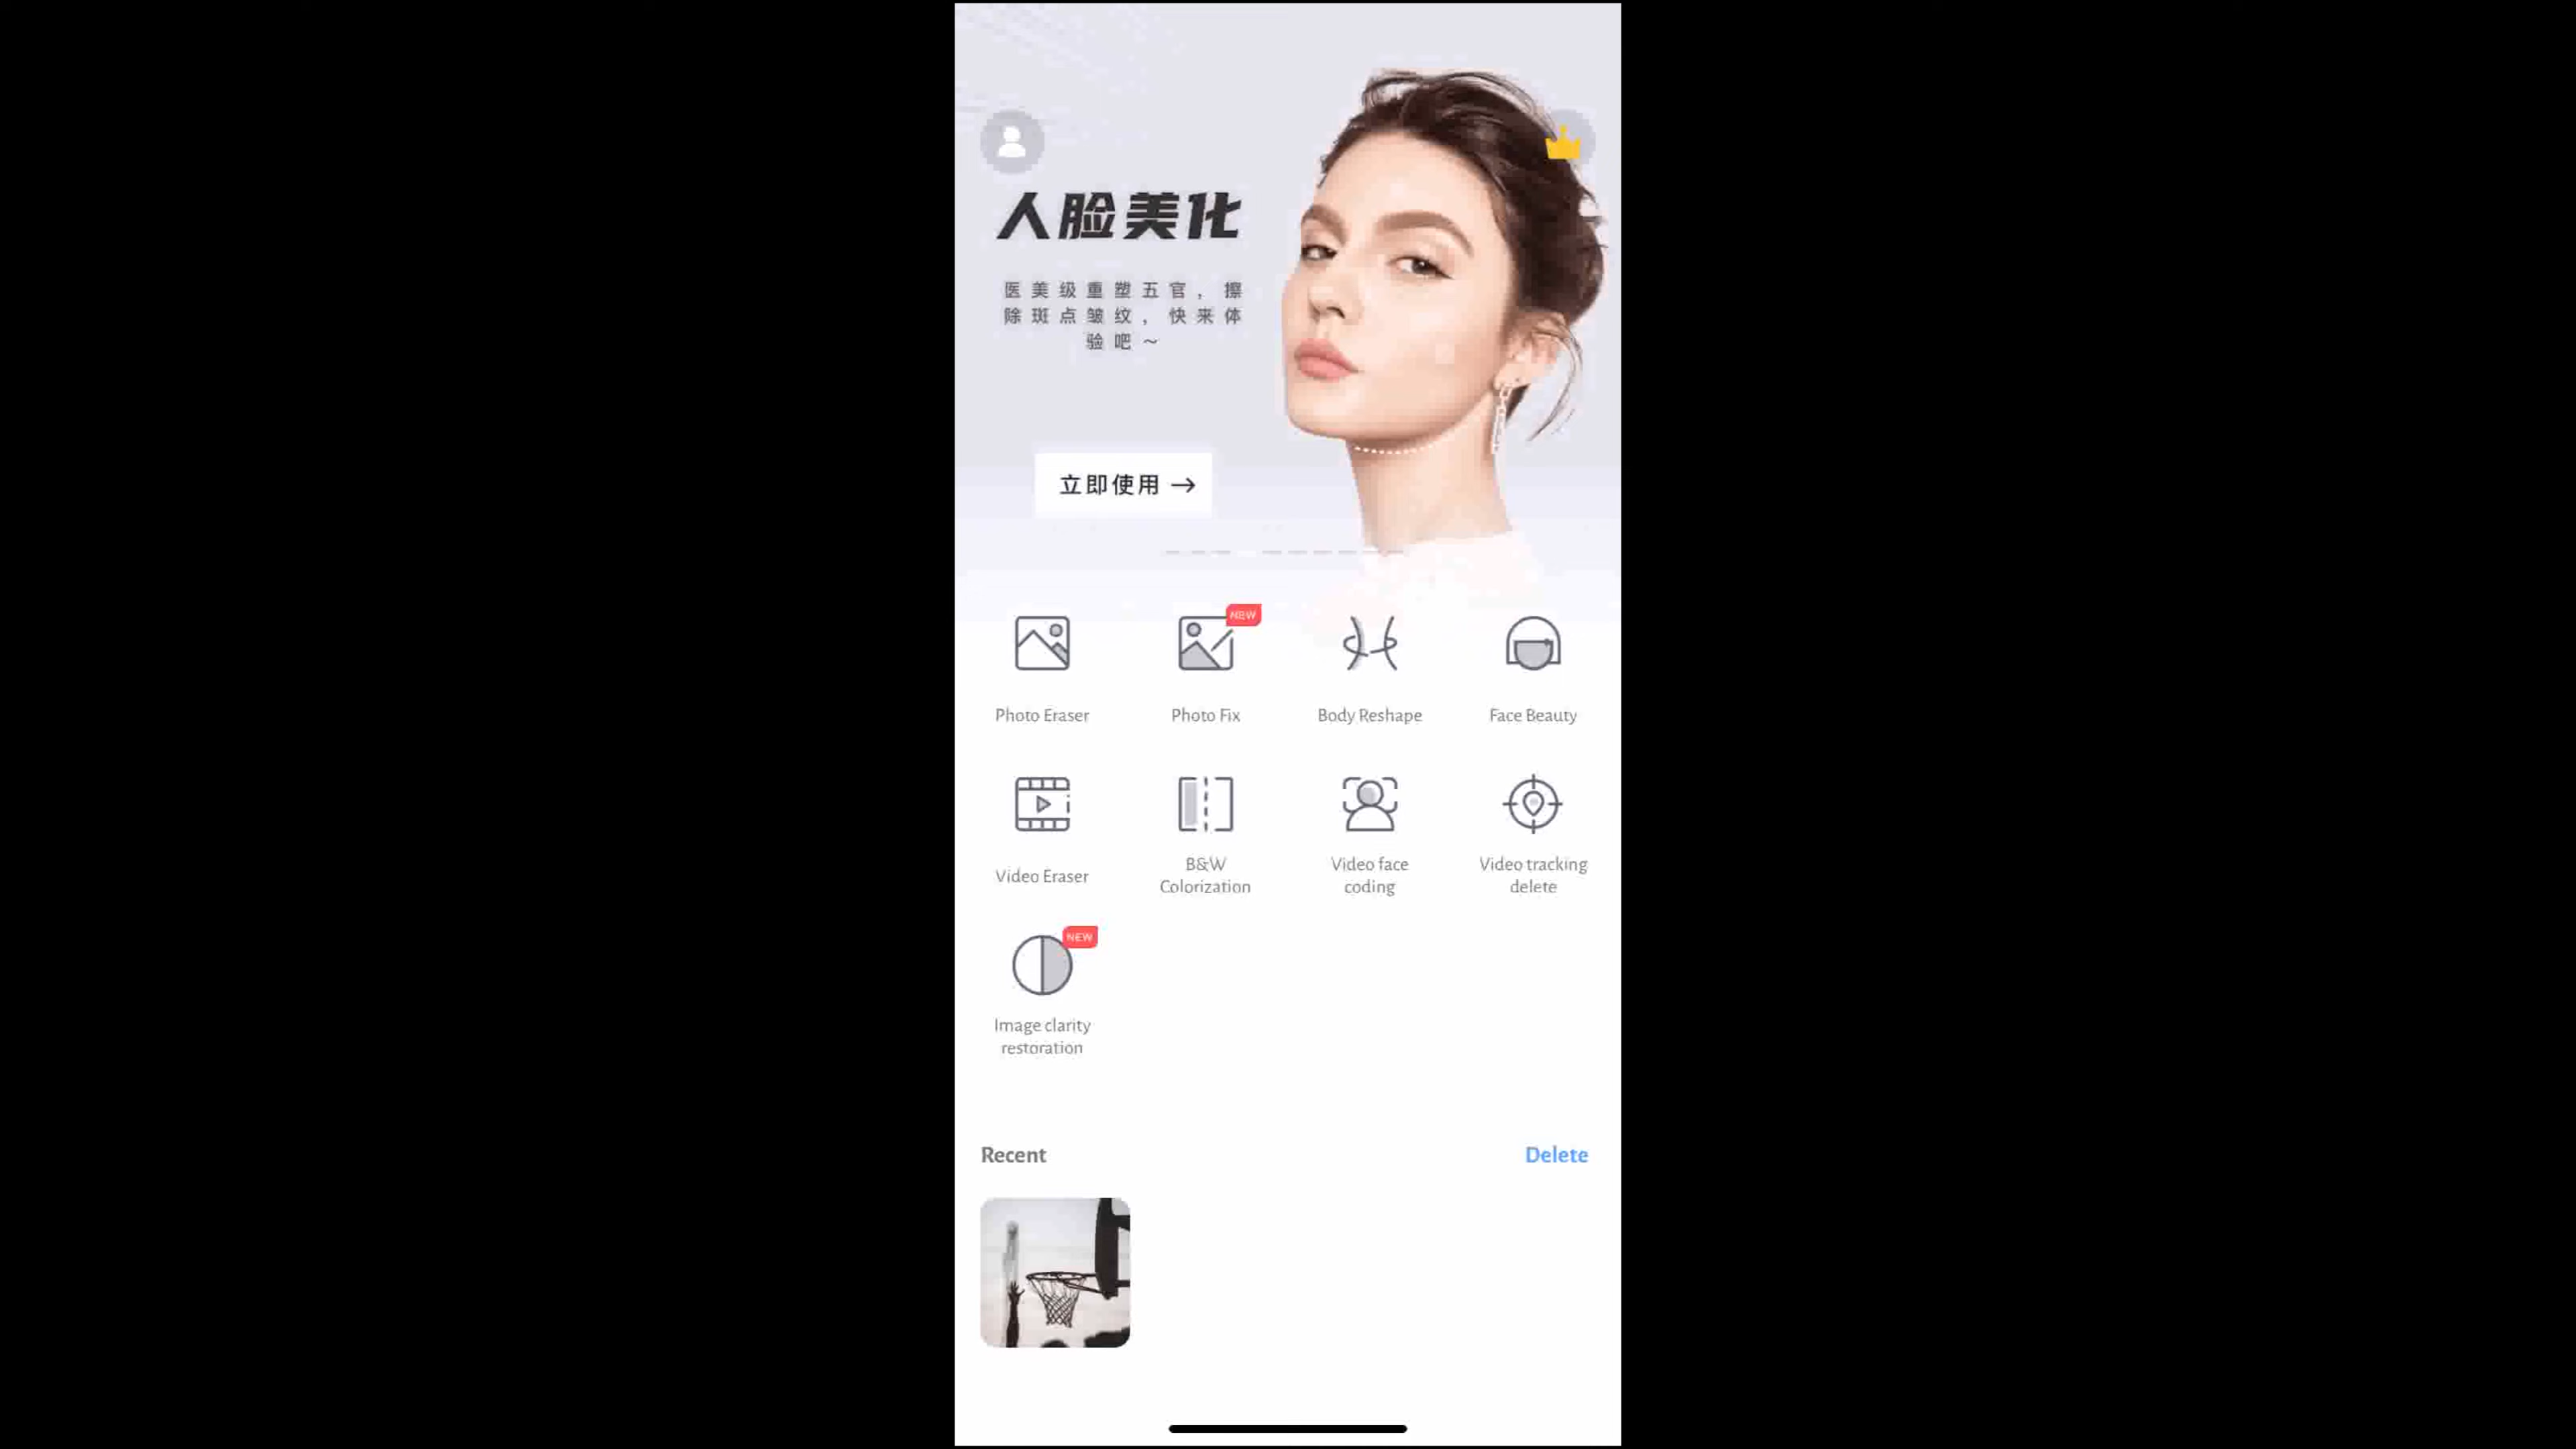 人脸美化
医美级重塑五官，擦
除斑点皱纹，快来体
验吧～
立即使用 →
NEW
Photo Eraser
Photo Fix
Body Reshape
Face Beauty
Video Eraser
B&W
Colorization
Video face
coding
Video tracking
delete
NEW
Image clarity
restoration
Recent
Delete